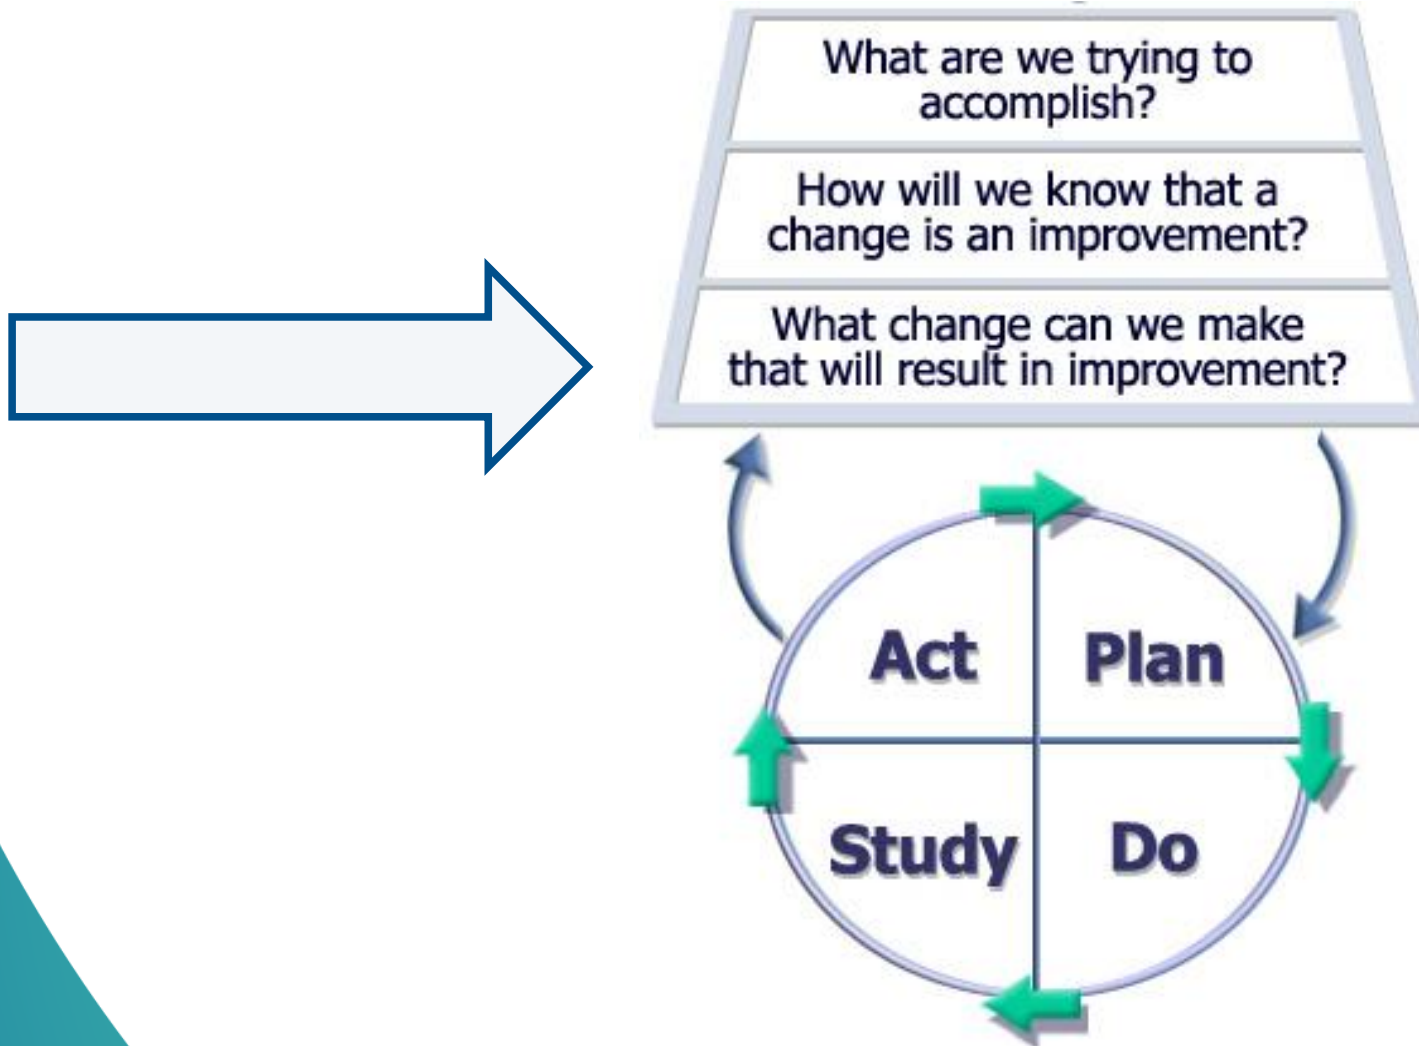 What are we trying to
accomplish?
How will we know that a
change is an improvement?
What change can we make
that will result in improvement?
Act
Plan
Study
Do